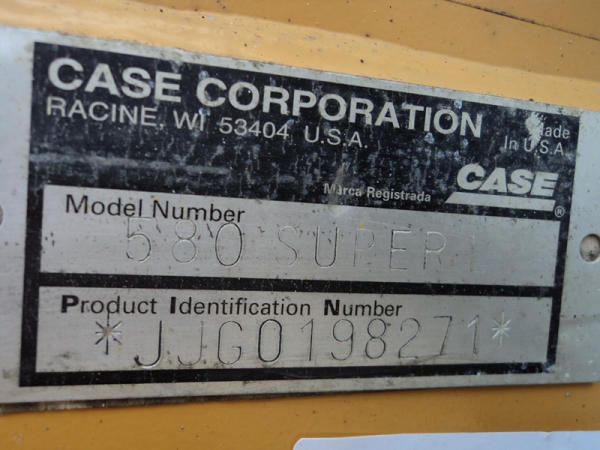 CASE CORPORATION
RACINE, WI 53404, U.S.A.
Made
In U.S.A
Marca Registrada
CASE®
Model Number
580 SUPER L
Product Identification Number
*JJG0198271*